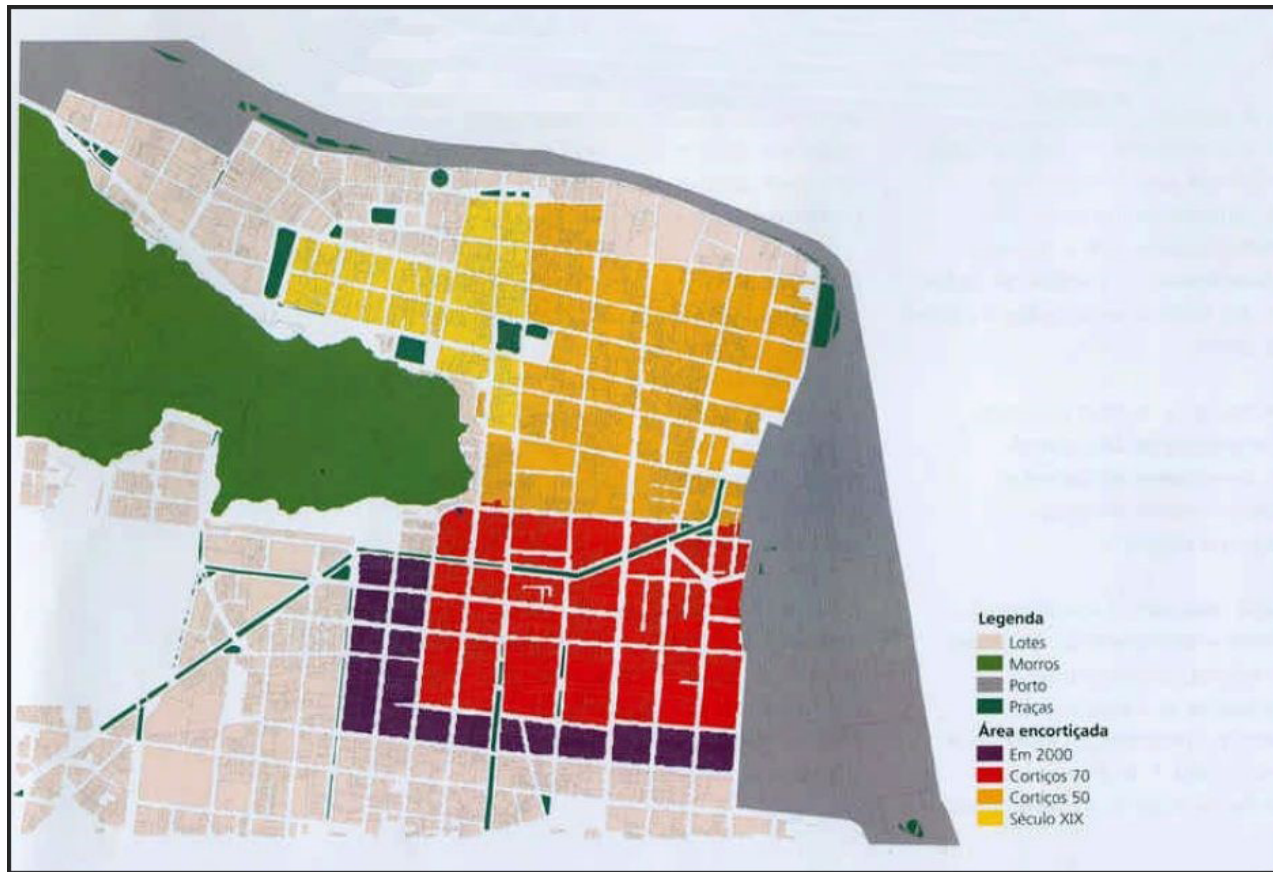 Legenda
Lotes
Morros
Porto
Praças
Área encortiçada
Em 2000
Cortiços 70
Cortiços 50
Século XIX